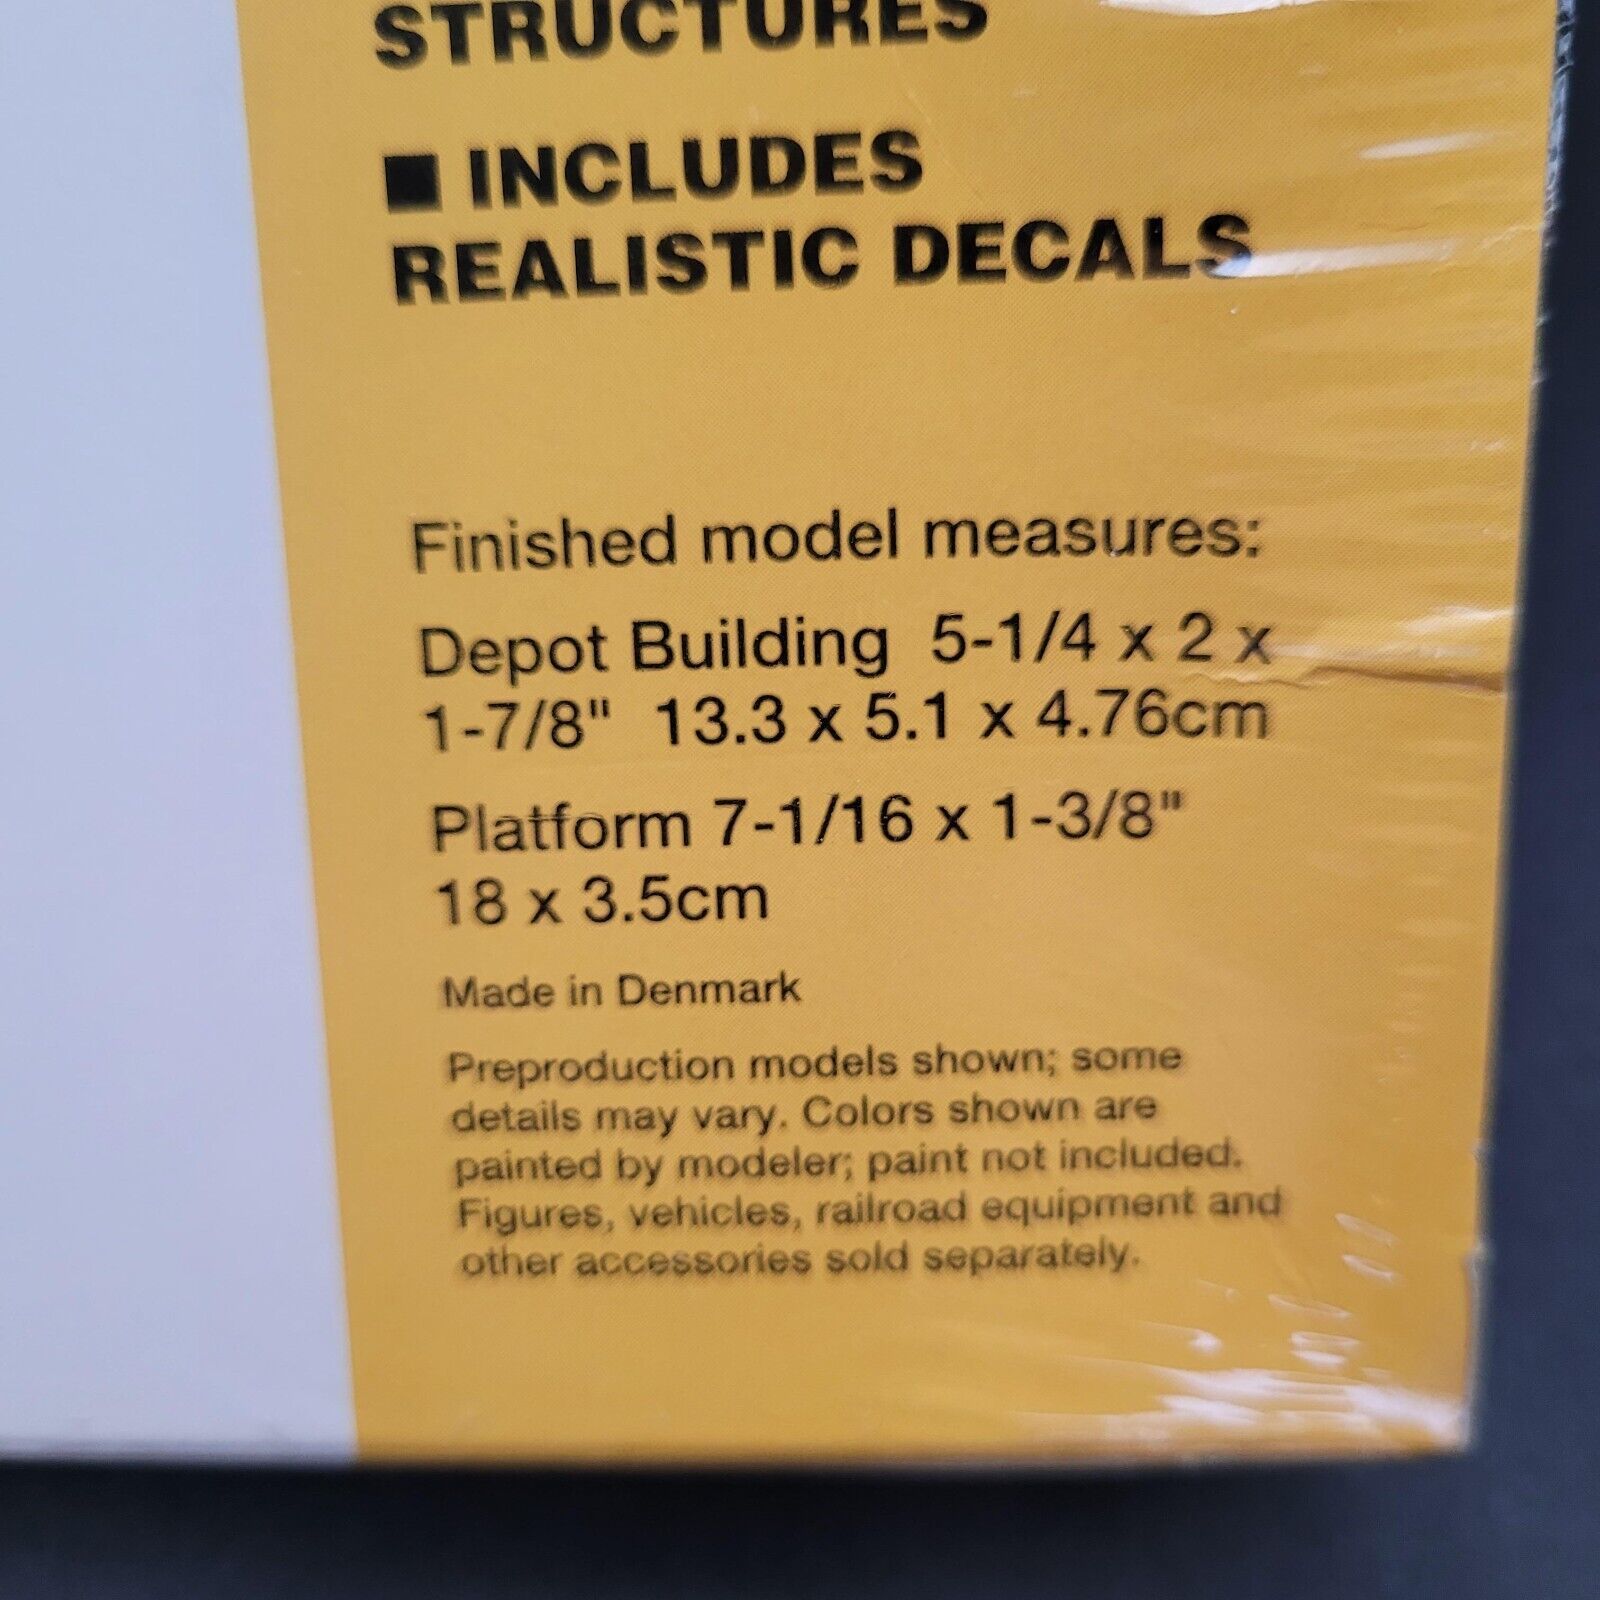 STRUCTURES
■ INCLUDES
REALISTIC DECALS
Finished model measures:
Depot Building 5-1/4 x 2 x
1-7/8" 13.3 x 5.1 x 4.76cm
Platform 7-1/16 x 1-3/8"
18 x 3.5cm
Made in Denmark
Preproduction models shown; some
details may vary. Colors shown are
painted by modeler; paint not included.
Figures, vehicles, railroad equipment and
other accessories sold separately.